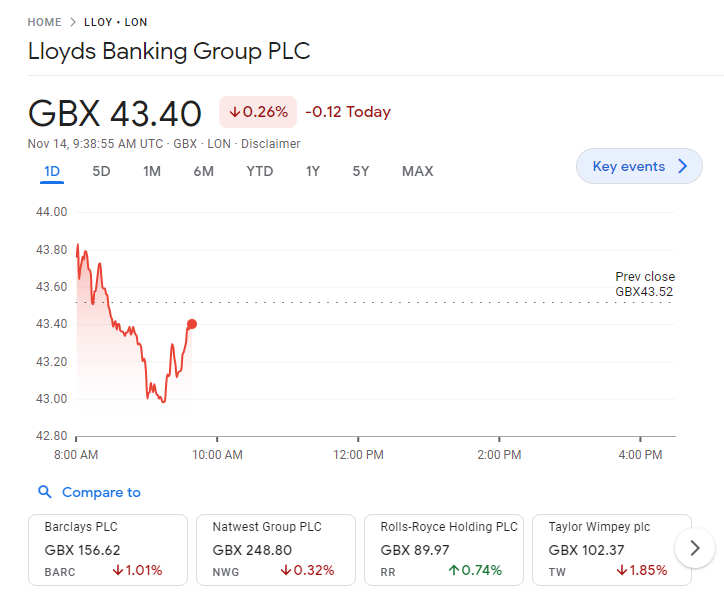 HOME > LLOY • LON
Lloyds Banking Group PLC
GBX 43.40 ↓0.26% -0.12 Today
Nov 14, 9:38:55 AM UTC · GBX · LON · Disclaimer
1D 5D 1M 6M YTD 1Y 5Y MAX
Key events >
44.00
43.80
43.60
43.40
43.20
43.00
42.80
Prev close
GBX43.52
8:00 AM 10:00 AM 12:00 PM 2:00 PM 4:00 PM
Compare to
Barclays PLC
GBX 156.62
BARC ↓1.01%
Natwest Group PLC
GBX 248.80
NWG ↓0.32%
Rolls-Royce Holding PLC
GBX 89.97
RR ↑0.74%
Taylor Wimpey plc
GBX 102.37
TW ↓1.85%